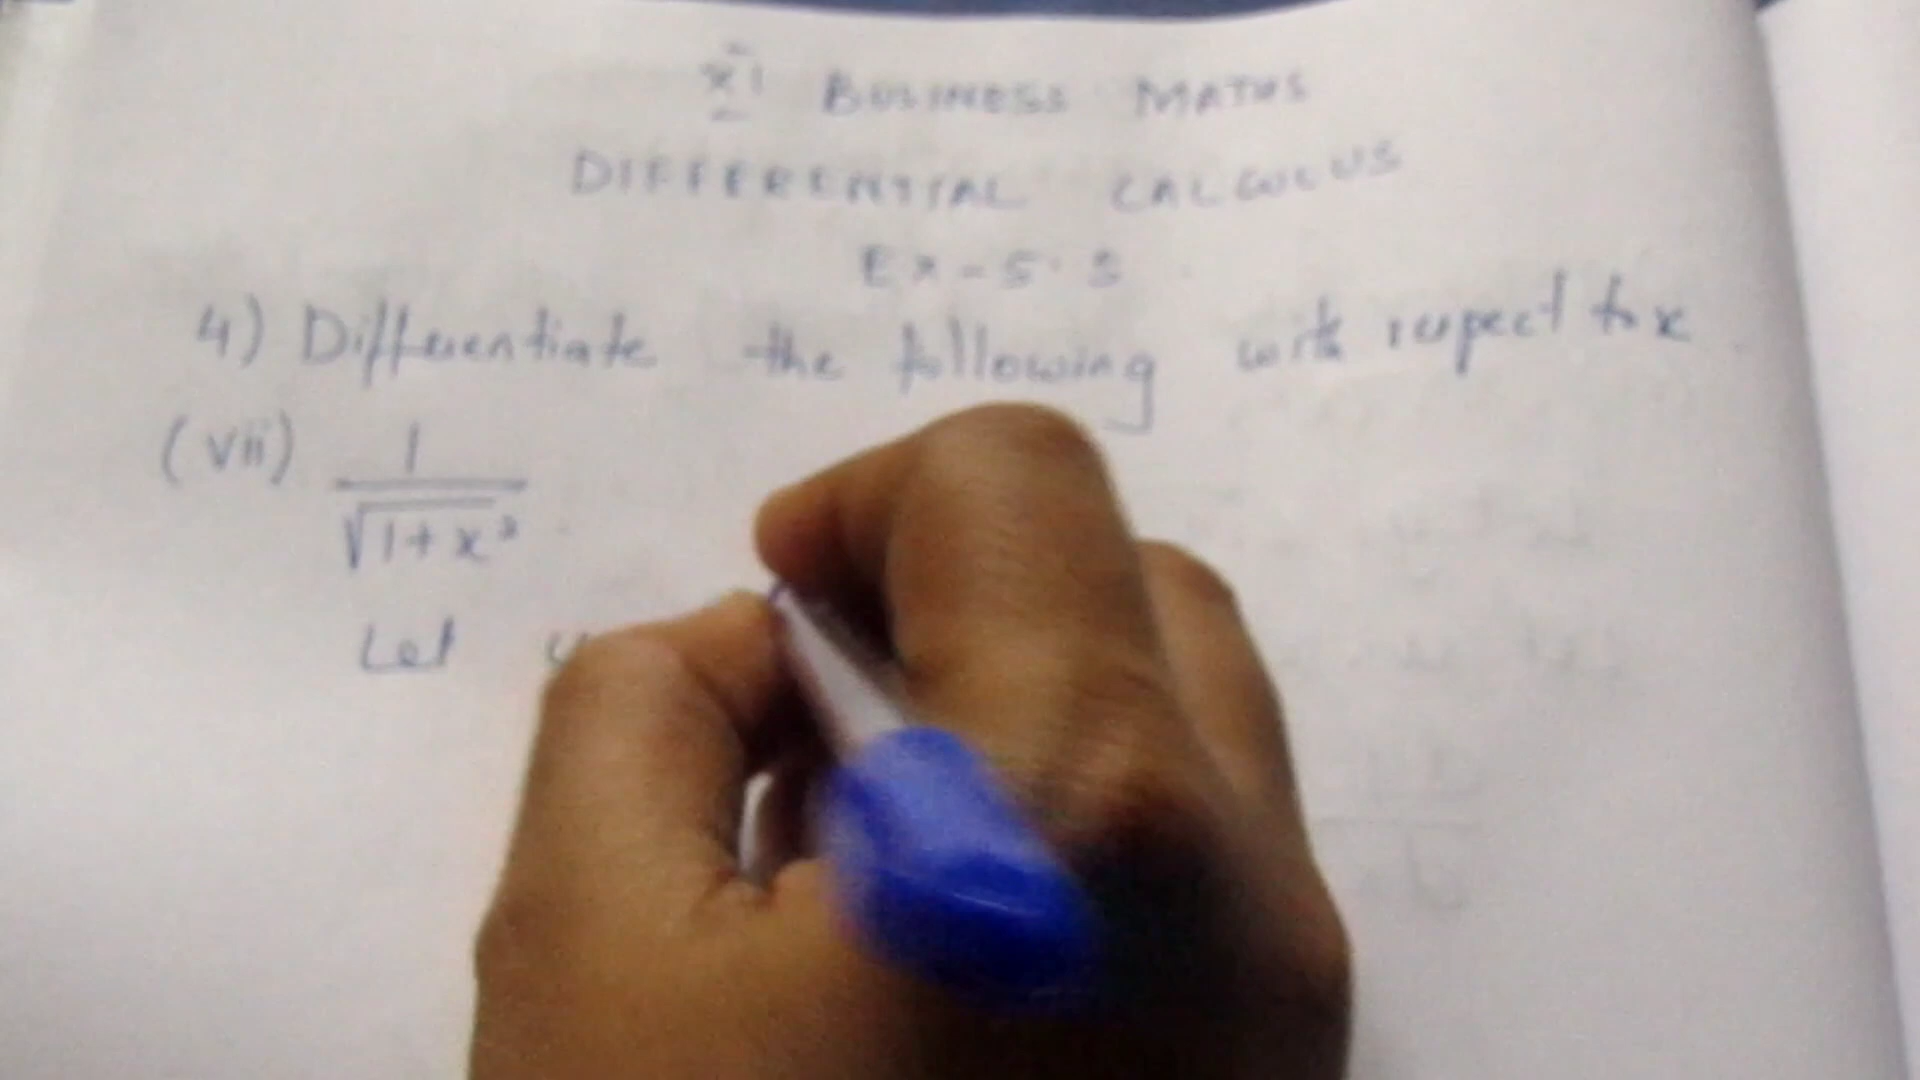 XI BUSINESS MATHS
DIFFERENTIAL CALCULUS
Ex-5.3
4) Differentiate the following with respect to x
(vii) 1/√1+x²
Let